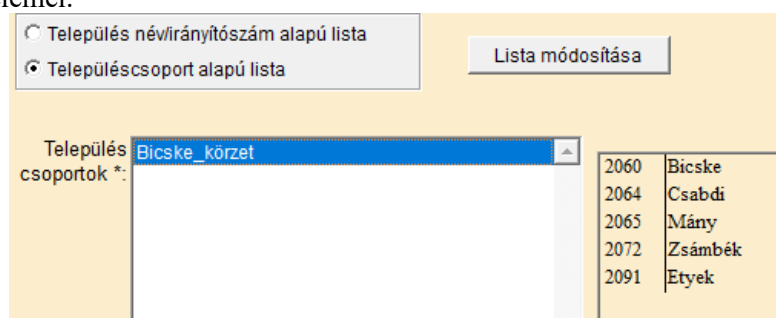 Település név/irányítószám alapú lista
Településcsoport alapú lista
Lista módosítása
Település csoportok *:
Bicske_körzet
2060 Bicske
2064 Csabdi
2065 Mány
2072 Zsámbék
2091 Etyek